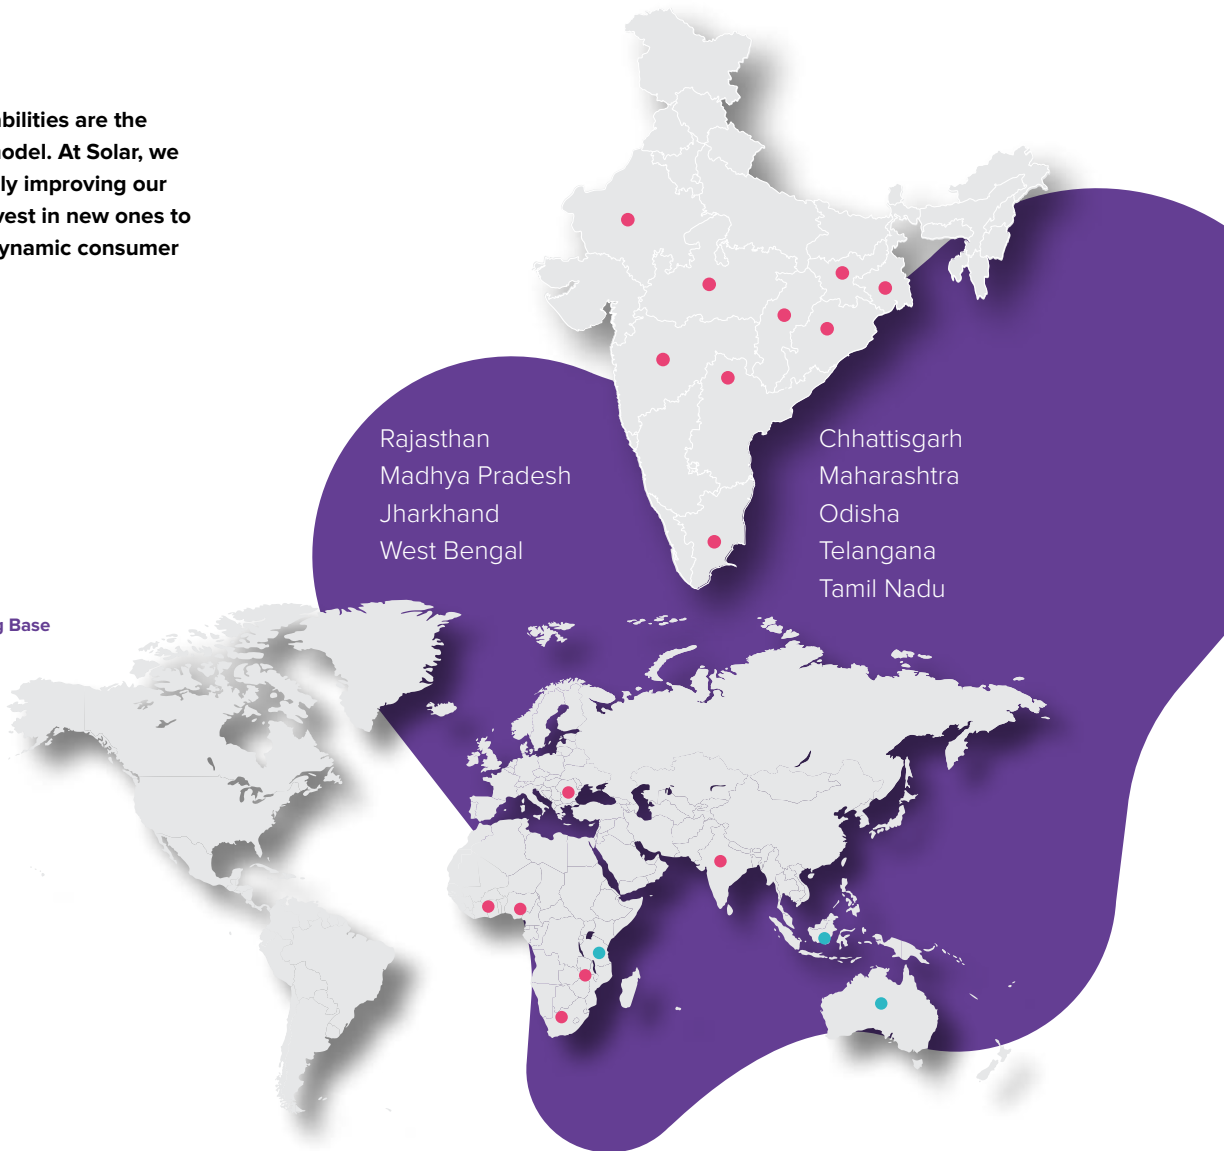 abilities are the
model. At Solar, we
ly improving our
vest in new ones to
ynamic consumer
Rajasthan
Madhya Pradesh
Jharkhand
West Bengal
Chhattisgarh
Maharashtra
Odisha
Telangana
Tamil Nadu
g Base